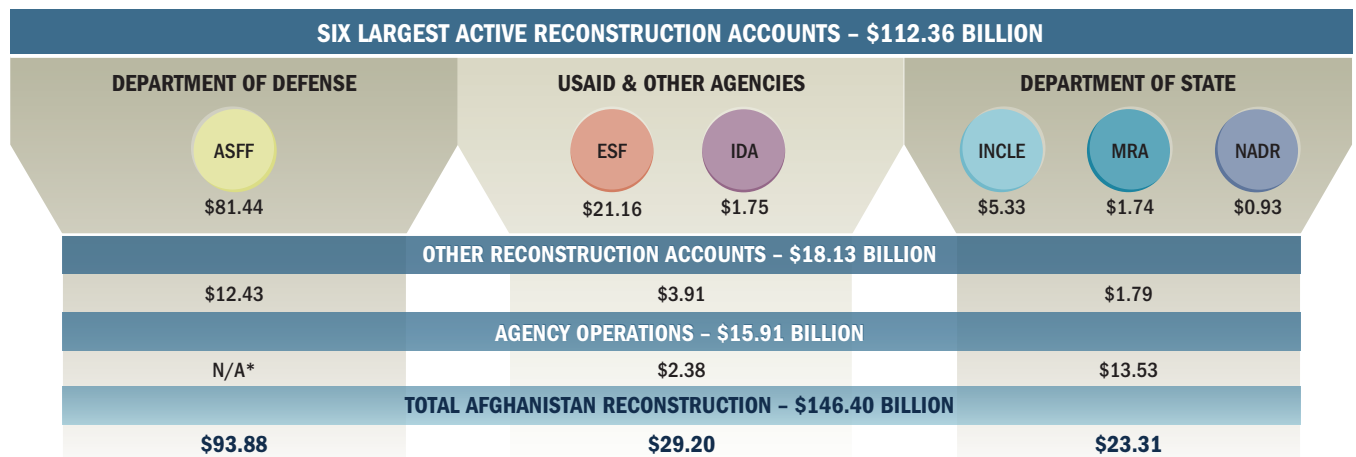 SIX LARGEST ACTIVE RECONSTRUCTION ACCOUNTS – $112.36 BILLION
DEPARTMENT OF DEFENSE
USAID & OTHER AGENCIES
DEPARTMENT OF STATE
ASFF
ESF
IDA
INCLE
MRA
NADR
$81.44
$21.16
$1.75
$5.33
$1.74
$0.93
OTHER RECONSTRUCTION ACCOUNTS – $18.13 BILLION
$12.43
$3.91
$1.79
AGENCY OPERATIONS – $15.91 BILLION
N/A*
$2.38
$13.53
TOTAL AFGHANISTAN RECONSTRUCTION – $146.40 BILLION
$93.88
$29.20
$23.31